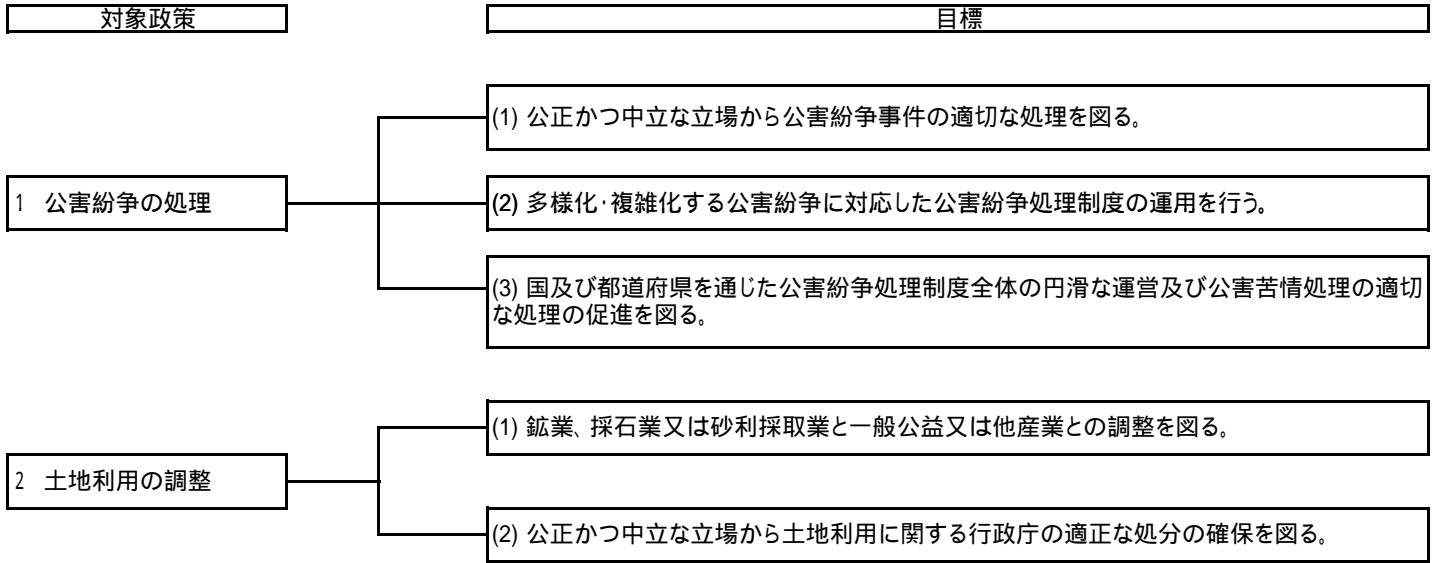 対象政策
目標
(1) 公正かつ中立な立場から公害紛争事件の適切な処理を図る。
1 公害紛争の処理
(2) 多様化・複雑化する公害紛争に対応した公害紛争処理制度の運用を行う。
(3) 国及び都道府県を通じた公害紛争処理制度全体の円滑な運営及び公害苦情処理の適切
な処理の促進を図る。
(1) 鉱業、採石業又は砂利採取業と一般公益又は他産業との調整を図る。
2 土地利用の調整
(2) 公正かつ中立な立場から土地利用に関する行政庁の適正な処分の確保を図る。